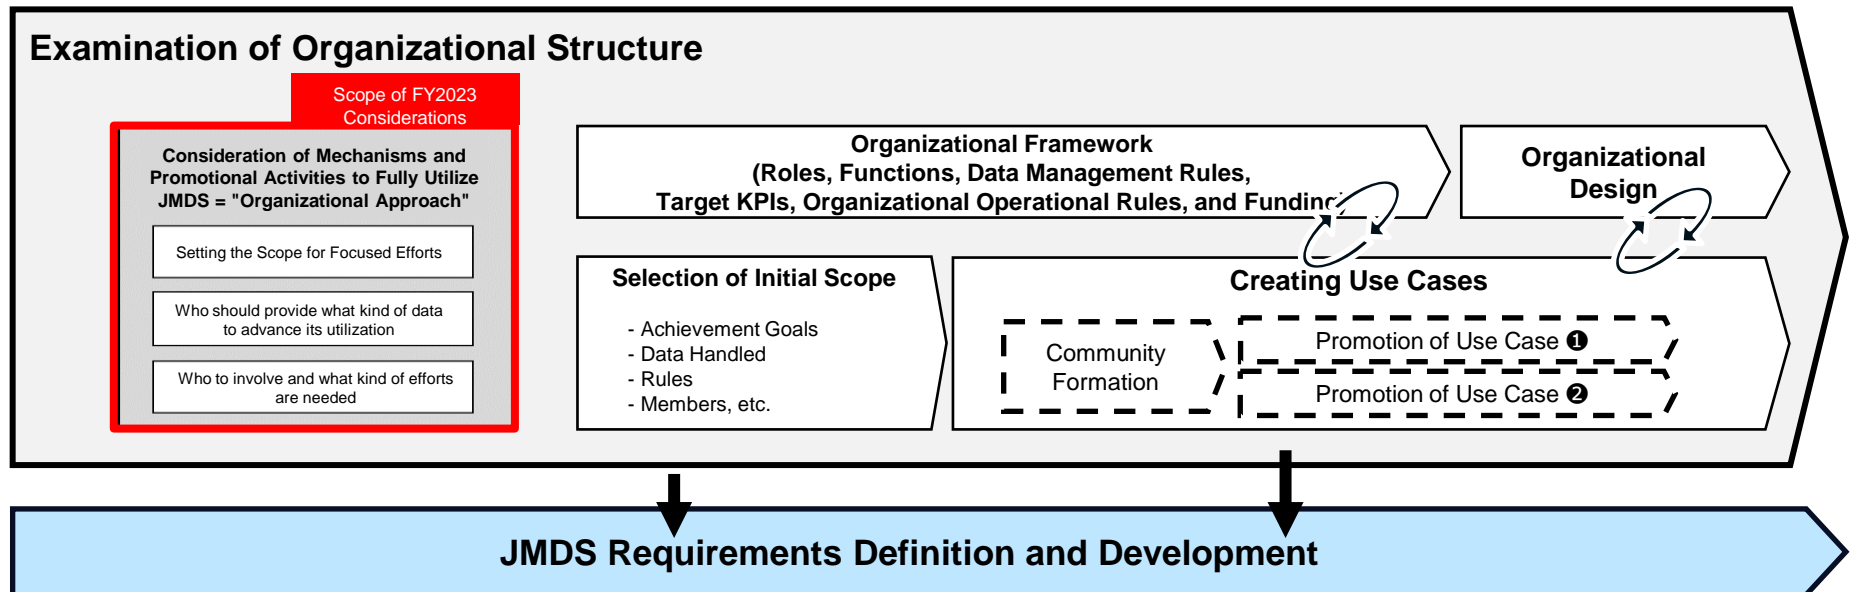 Examination of Organizational Structure
Scope of FY2023
Considerations
Consideration of Mechanisms and
Promotional Activities to Fully Utilize
JMDS = "Organizational Approach"
Setting the Scope for Focused Efforts
Who should provide what kind of data
to advance its utilization
Who to involve and what kind of efforts
are needed
Organizational Framework
(Roles, Functions, Data Management Rules,
Target KPIs, Organizational Operational Rules, and Funding)
Organizational
Design
Selection of Initial Scope
- Achievement Goals
- Data Handled
- Rules
- Members, etc.
Creating Use Cases
Community
Formation
Promotion of Use Case ❶
Promotion of Use Case ❷
JMDS Requirements Definition and Development